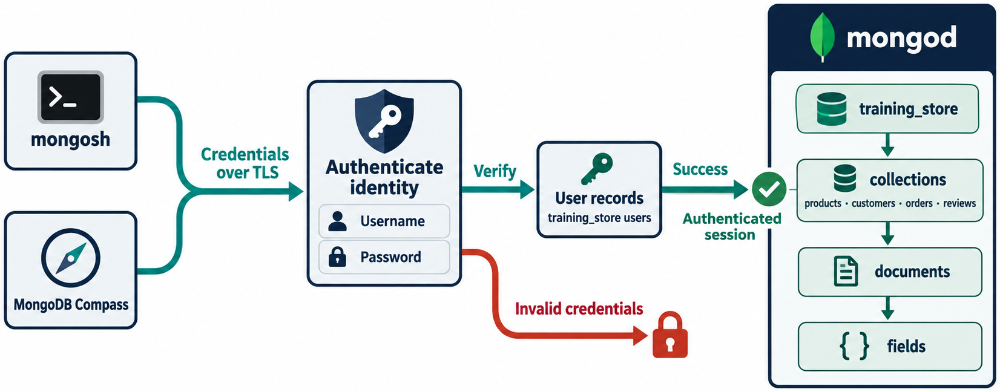 mongosh
MongoDB Compass
Credentials
over TLS
Authenticate
identity
Username
Password
Verify
User records
training_store users
Success
Authenticated
session
Invalid credentials
mongod
training_store
collections
products · customers · orders · reviews
documents
{ } fields